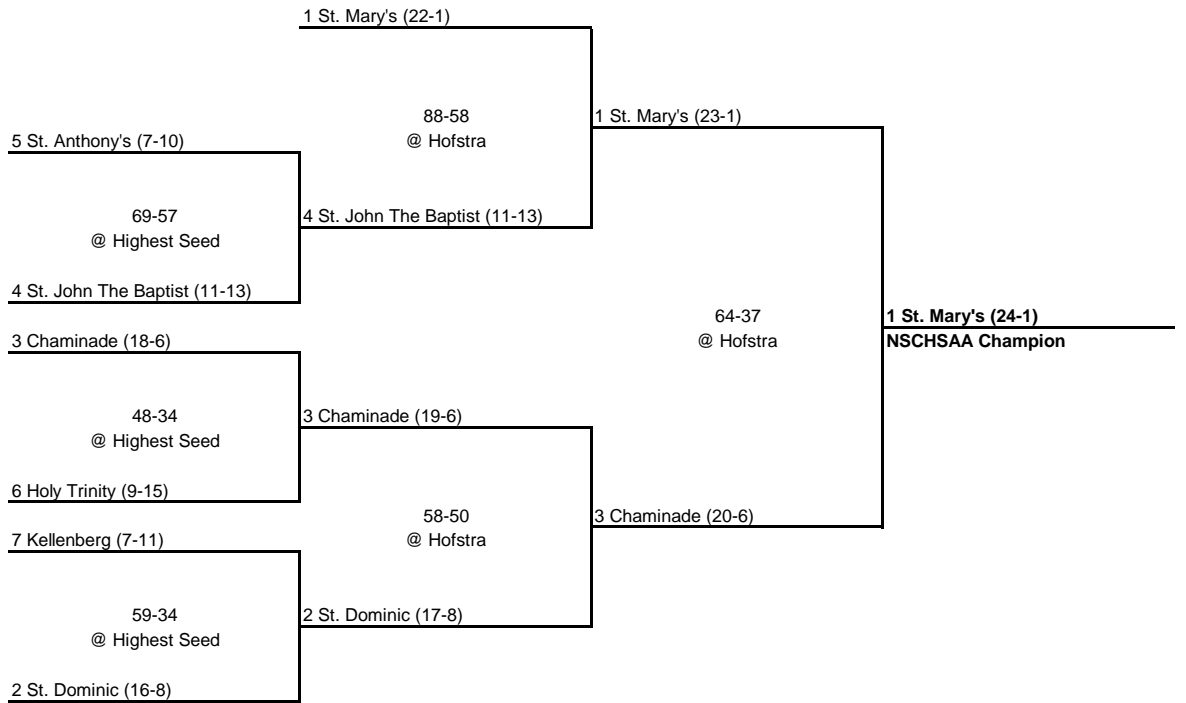 1 St. Mary's (22-1)
88-58
@ Hofstra
1 St. Mary's (23-1)
5 St. Anthony's (7-10)
69-57
@ Highest Seed
4 St. John The Baptist (11-13)
4 St. John The Baptist (11-13)
64-37
@ Hofstra
1 St. Mary's (24-1)
NSCHSAA Champion
3 Chaminade (18-6)
48-34
@ Highest Seed
3 Chaminade (19-6)
6 Holy Trinity (9-15)
58-50
@ Hofstra
3 Chaminade (20-6)
7 Kellenberg (7-11)
59-34
@ Highest Seed
2 St. Dominic (17-8)
2 St. Dominic (16-8)